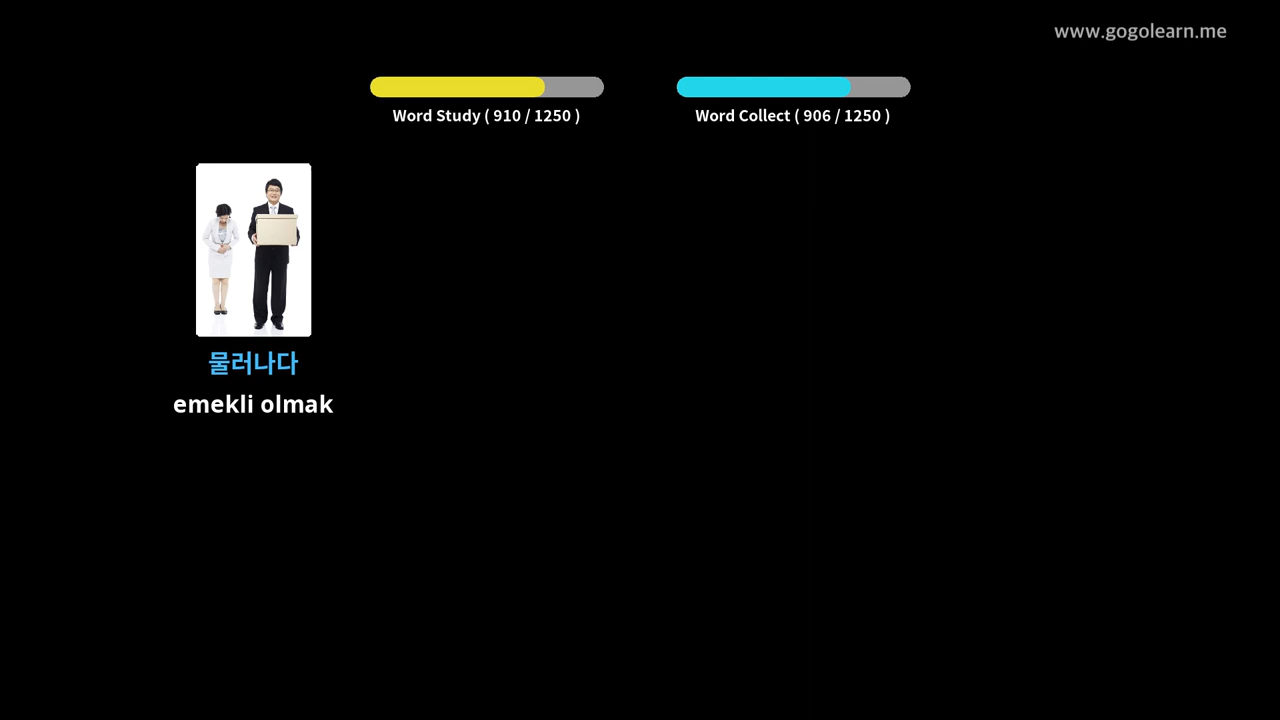 www.gogolearn.me
Word Study ( 910 / 1250 )
Word Collect ( 906 / 1250 )
물러나다
emekli olmak